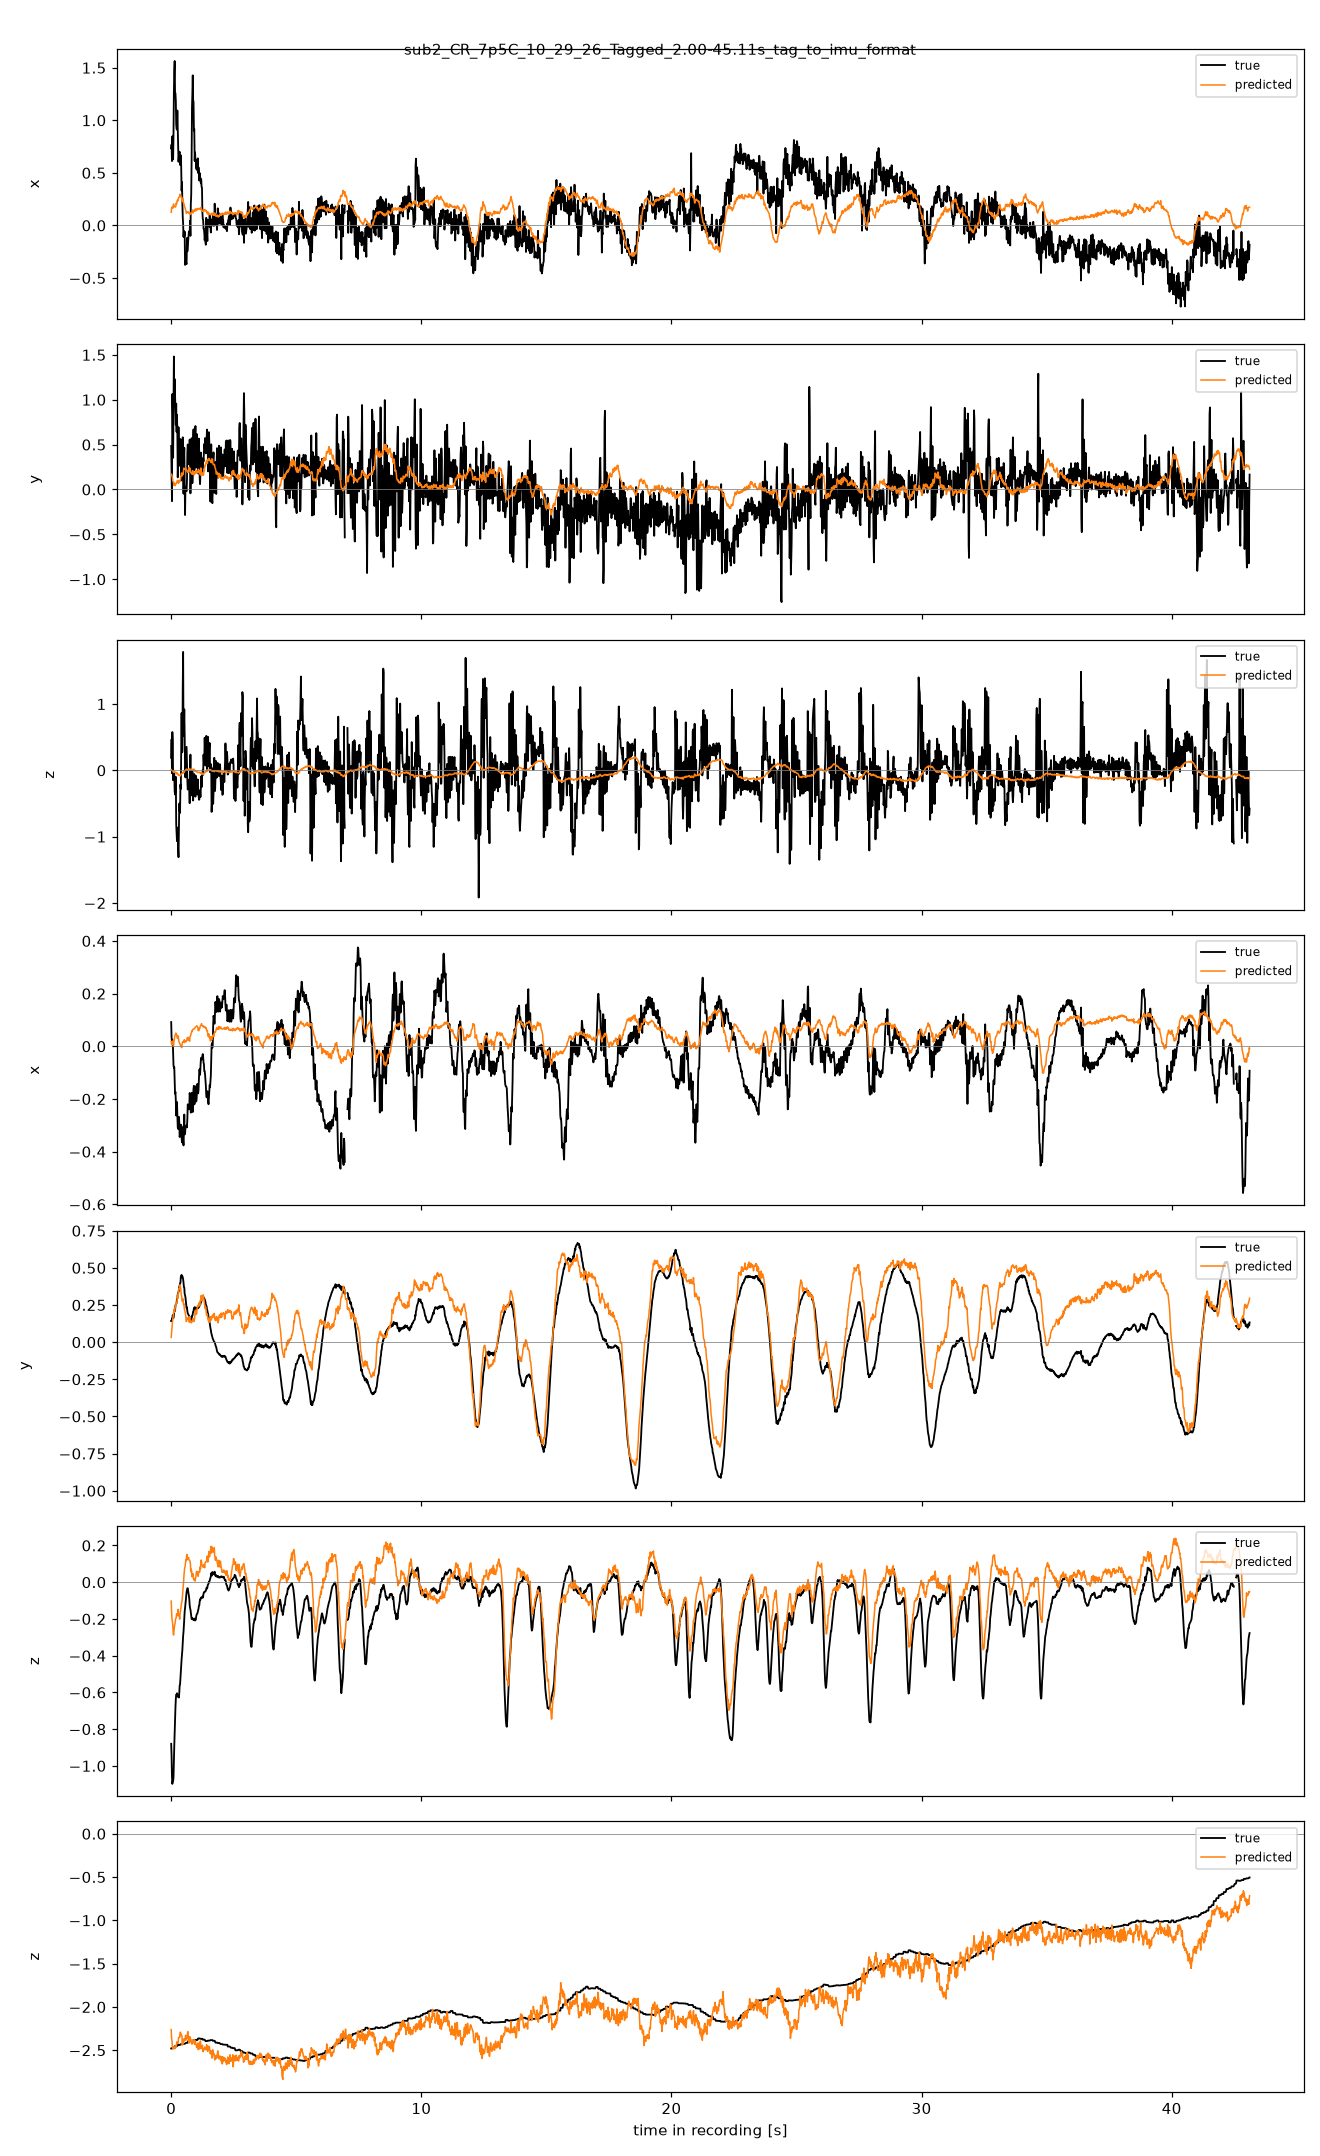 sub2_CR_7p5C_10_29_26_Tagged_2.00-45.11s_tag_to_imu_format
true
predicted
1.5
1.0
0.5
0.0
−0.5
x
true
predicted
1.5
1.0
0.5
0.0
−0.5
−1.0
y
true
predicted
1
0
−1
−2
z
true
predicted
0.4
0.2
0.0
−0.2
−0.4
−0.6
x
true
predicted
0.75
0.50
0.25
0.00
−0.25
−0.50
−0.75
−1.00
y
true
predicted
0.2
0.0
−0.2
−0.4
−0.6
−0.8
−1.0
z
true
predicted
0.0
−0.5
−1.0
−1.5
−2.0
−2.5
z
0 10 20 30 40
time in recording [s]